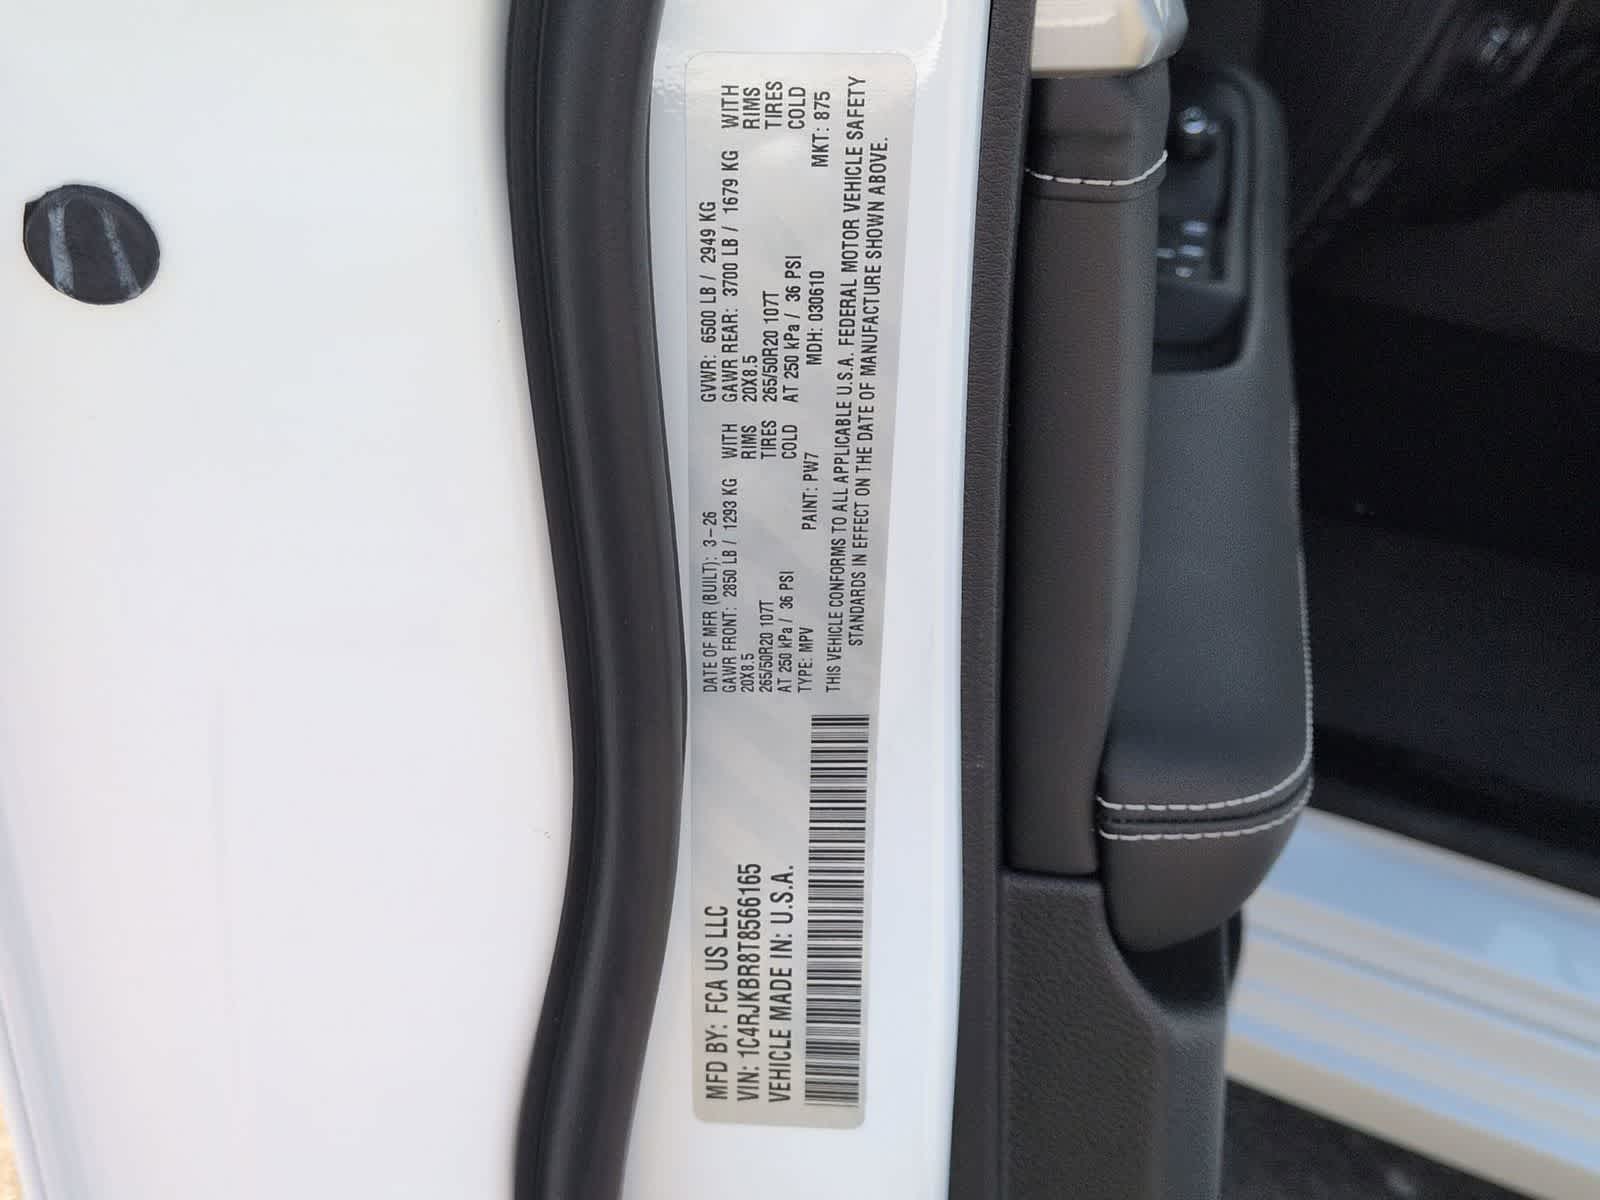 MFD BY: FCA US LLC
VIN: 1C4RJKBR8T8566165
VEHICLE MADE IN: U.S.A.
DATE OF MFR (BUILT): 3-26 GVWR: 6500 LB / 2949 KG
GAWR FRONT: 2850 LB / 1293 KG WITH GAWR REAR: 3700 LB / 1679 KG WITH
20X8.5 RIMS 20X8.5 RIMS
265/50R20 107T TIRES 265/50R20 107T TIRES
AT 250 kPa / 36 PSI COLD AT 250 kPa / 36 PSI COLD
TYPE: MPV PAINT: PW7 MDH: 030610 MKT: 875
THIS VEHICLE CONFORMS TO ALL APPLICABLE U.S.A. FEDERAL MOTOR VEHICLE SAFETY
STANDARDS IN EFFECT ON THE DATE OF MANUFACTURE SHOWN ABOVE.